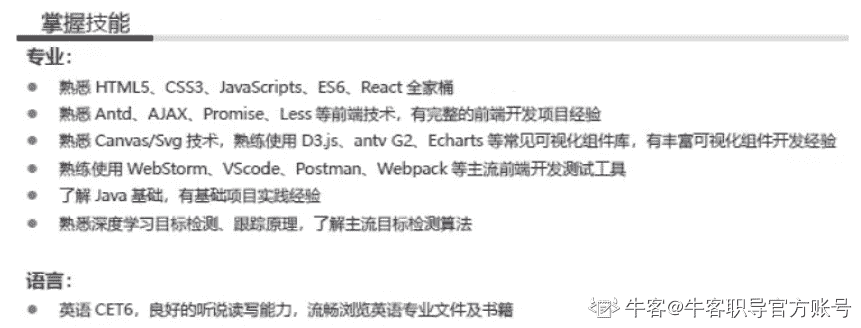 掌握技能
专业：
熟悉 HTML5、CSS3、JavaScripts、ES6、React 全家桶
熟悉 Antd、AJAX、Promise、Less 等前端技术，有完整的前端开发项目经验
熟悉 Canvas/Svg 技术，熟练使用 D3.js、antv G2、Echarts 等常见可视化组件库，有丰富可视化组件开发经验
熟练使用 WebStorm、VScode、Postman、Webpack 等主流前端开发测试工具
了解 Java 基础，有基础项目实践经验
熟悉深度学习目标检测、跟踪原理，了解主流目标检测算法
语言：
英语 CET6，良好的听说读写能力，流畅浏览英语专业文件及书籍
牛客@牛客职导官方账号